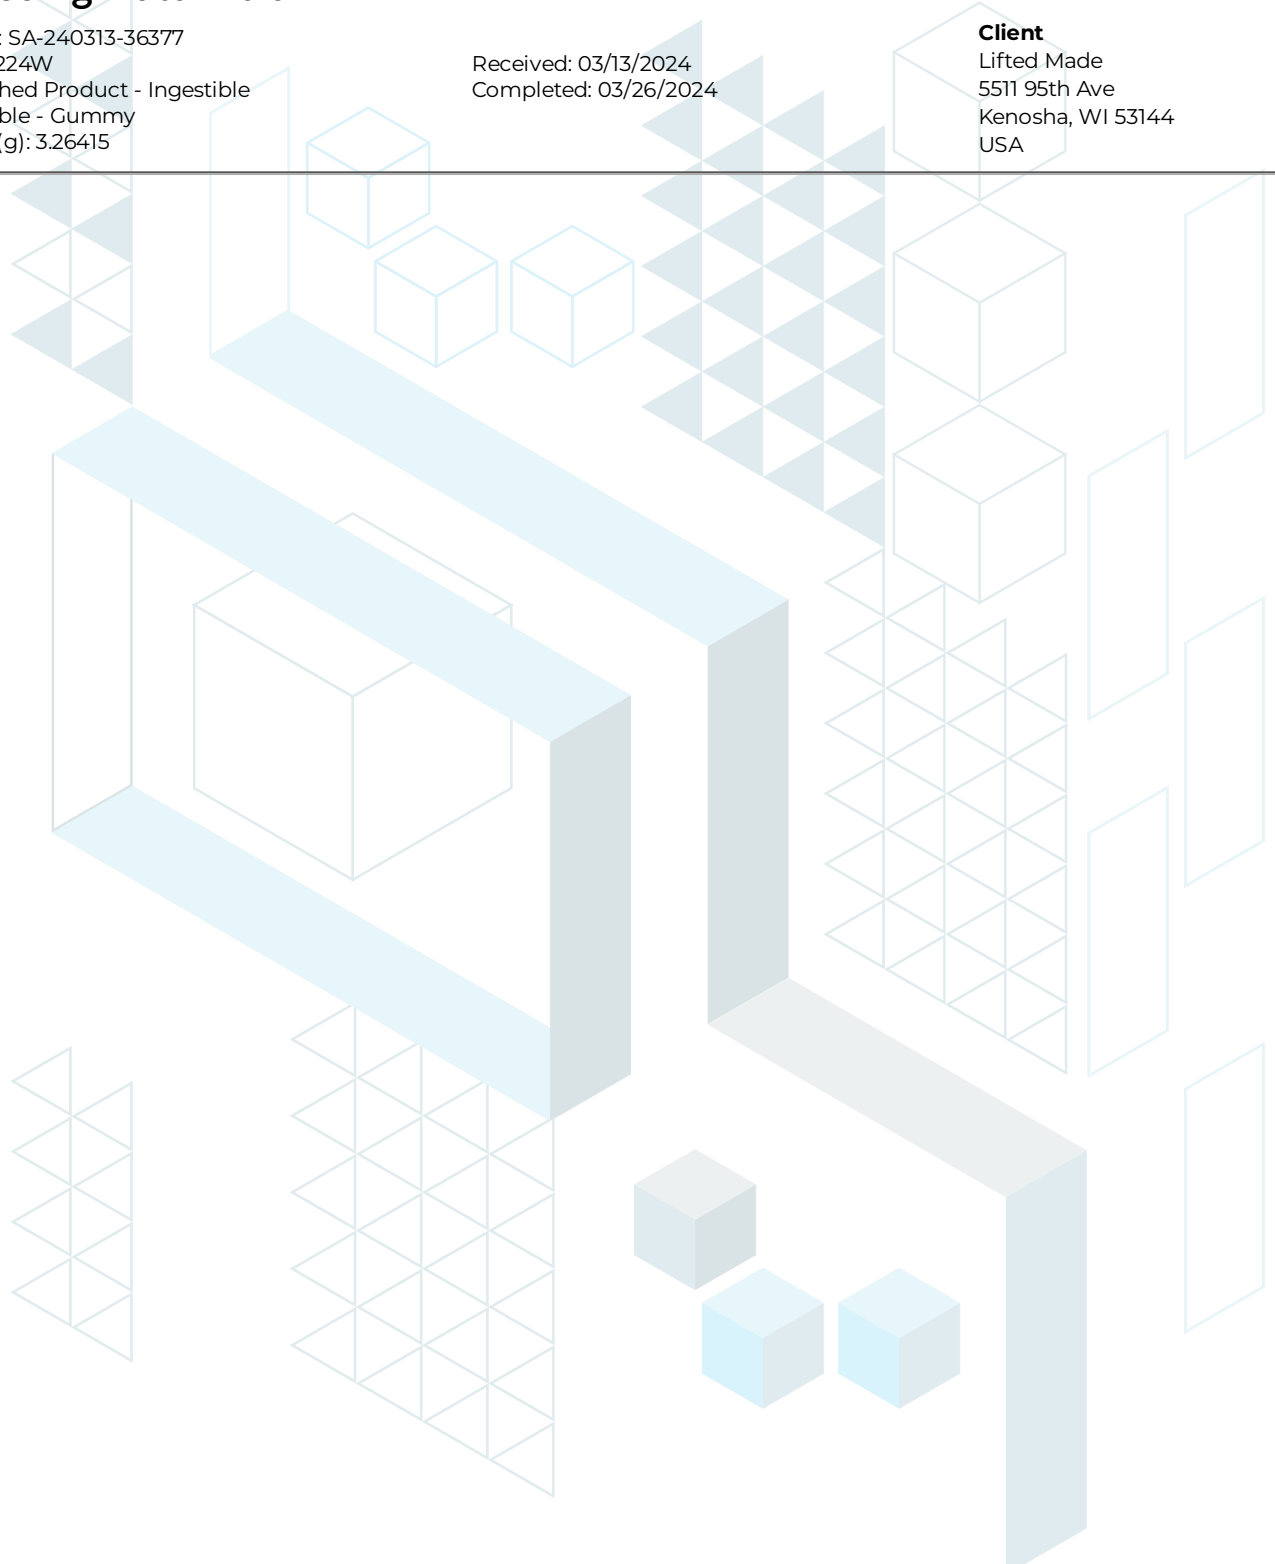 : SA-240313-36377
224W
hed Product - Ingestible
ble - Gummy
(g): 3.26415
Received: 03/13/2024
Completed: 03/26/2024
Client
Lifted Made
5511 95th Ave
Kenosha, WI 53144
USA